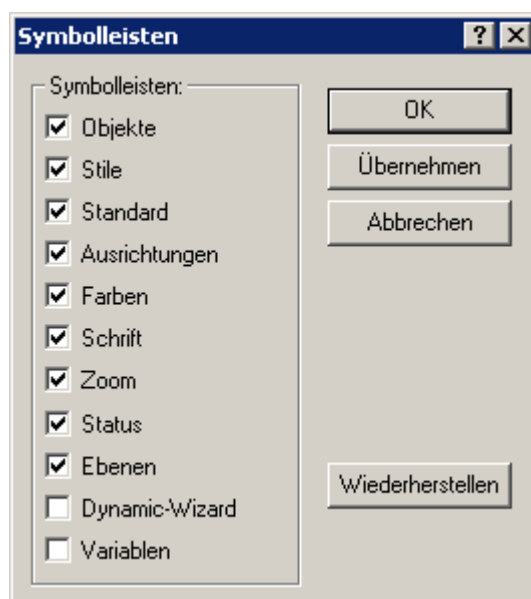 Symbolleisten
Symbolleisten:
Objekte
Stile
Standard
Ausrichtungen
Farben
Schrift
Zoom
Status
Ebenen
Dynamic-Wizard
Variablen
OK
Übernehmen
Abbrechen
Wiederherstellen